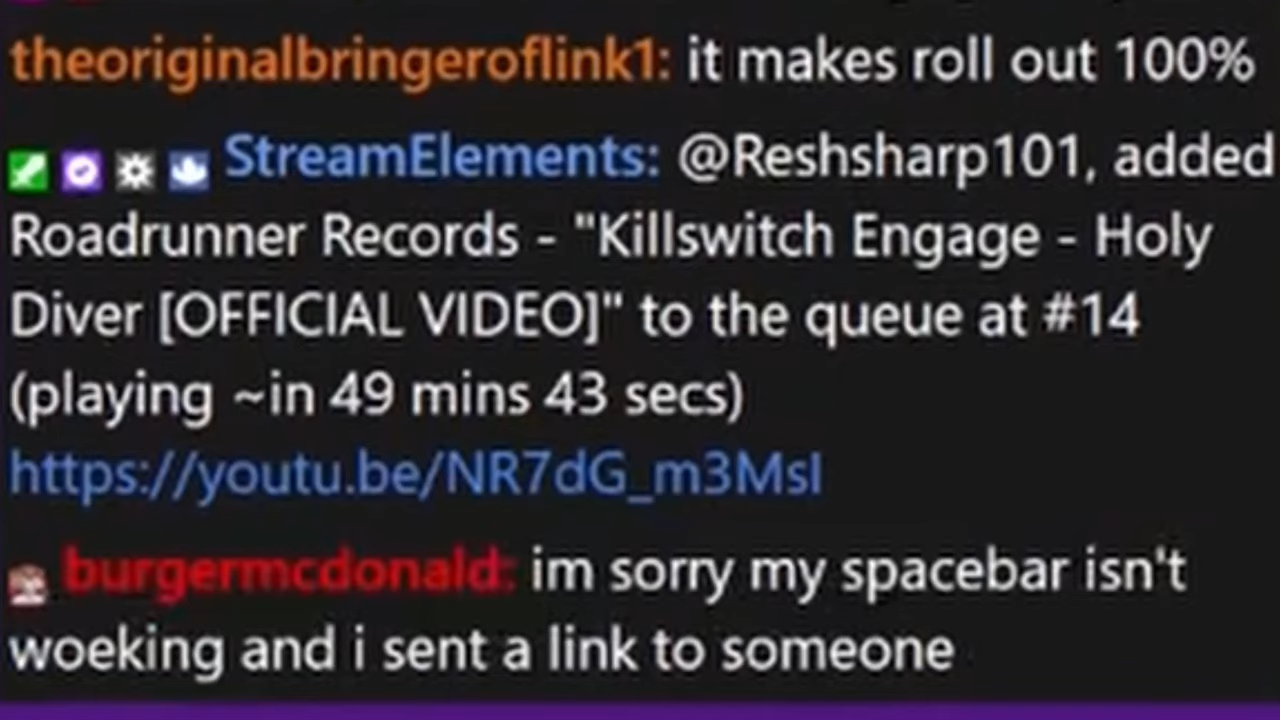 theoriginalbringeroflink1: it makes roll out 100%
StreamElements: @Reshsharp101, added
Roadrunner Records - "Killswitch Engage - Holy
Diver [OFFICIAL VIDEO]" to the queue at #14
(playing ~in 49 mins 43 secs)
https://youtu.be/NR7dG_m3MsI
burgermcdonald: im sorry my spacebar isn't
woeking and i sent a link to someone